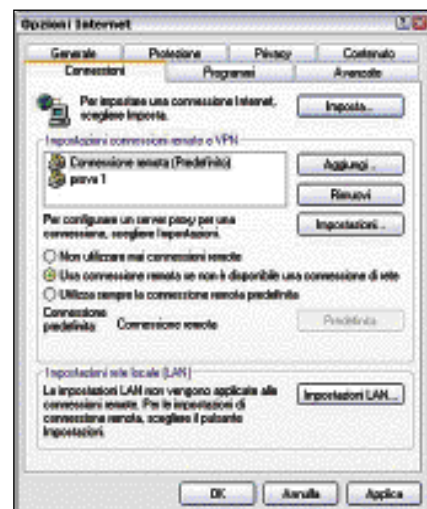 Opzioni Internet
Generale
Protezione
Privacy
Contenuto
Connessioni
Programmi
Avanzate
Per impostare una connessione Internet,
scegliere Imposta.
Imposta...
Impostazioni connessioni remote o VPN
Connessione remota (Predefinito)
prova 1
Aggiungi...
Rimuovi
Per configurare un server proxy per una
connessione, scegliere Impostazioni.
Impostazioni...
Non utilizzare mai connessioni remote
Usa connessione remota se non è disponibile una connessione di rete
Utilizza sempre la connessione remota predefinita
Connessione
predefinita:
Connessione remota
Predefinita
Impostazioni rete locale (LAN)
Le impostazioni LAN non vengono applicate alle
connessioni remote. Per le impostazioni di
connessione remota, scegliere il pulsante
Impostazioni.
Impostazioni LAN...
OK
Annulla
Applica